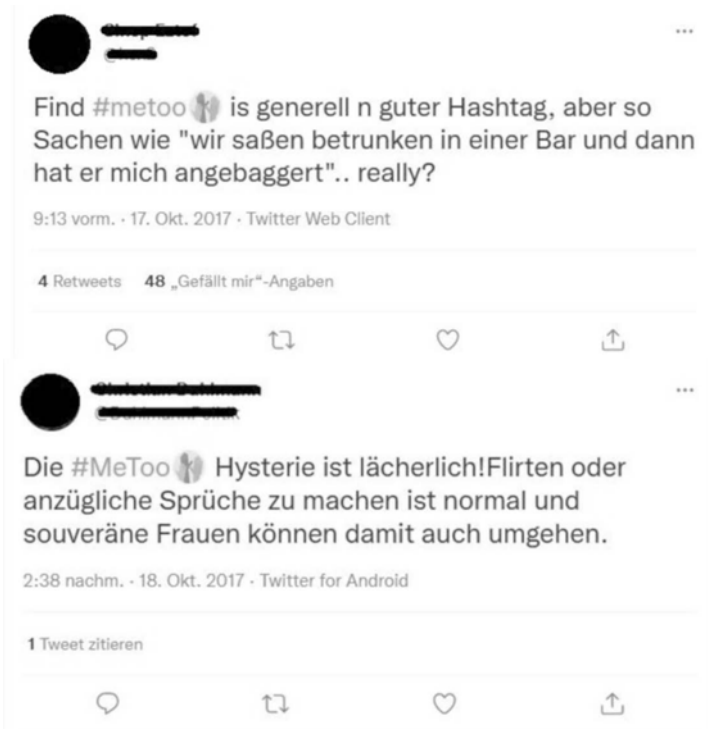 Find #metoo is generell n guter Hashtag, aber so
Sachen wie "wir saßen betrunken in einer Bar und dann
hat er mich angebaggert".. really?
9:13 vorm. · 17. Okt. 2017 · Twitter Web Client
4 Retweets 48 „Gefällt mir“-Angaben
Die #MeToo Hysterie ist lächerlich!Flirten oder
anzügliche Sprüche zu machen ist normal und
souveräne Frauen können damit auch umgehen.
2:38 nachm. · 18. Okt. 2017 · Twitter for Android
1 Tweet zitieren